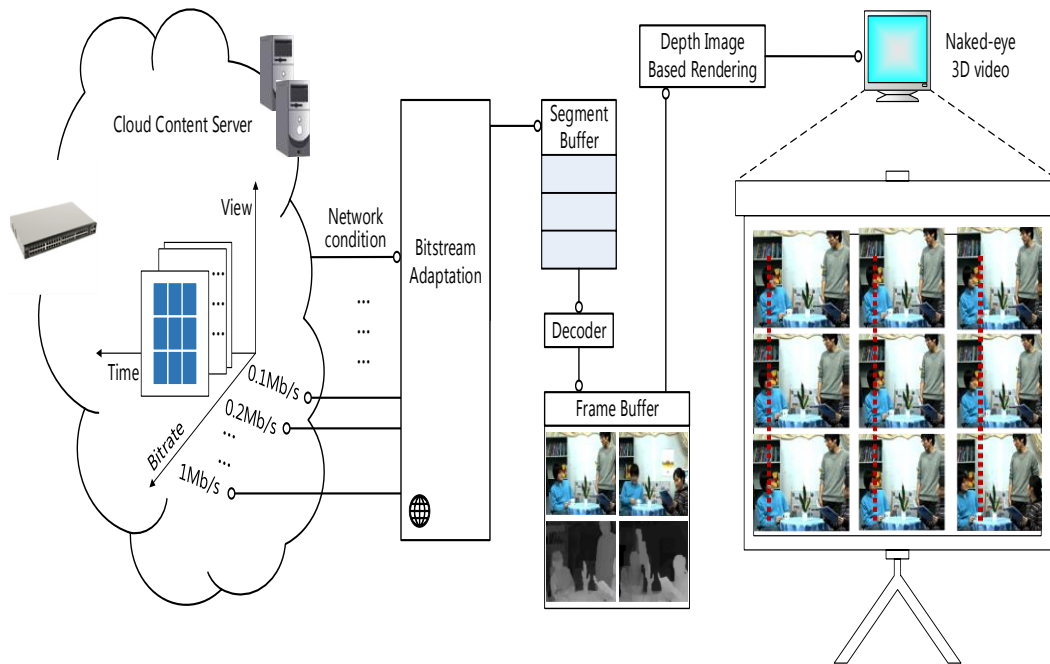 Cloud Content Server
View
Time
Bitrate
0.1Mb/s
0.2Mb/s
...
...
1Mb/s
...
...
...
Network
condition
...
...
...
Bitstream
Adaptation
Segment
Buffer
Decoder
Frame Buffer
Depth Image
Based Rendering
Naked-eye
3D video